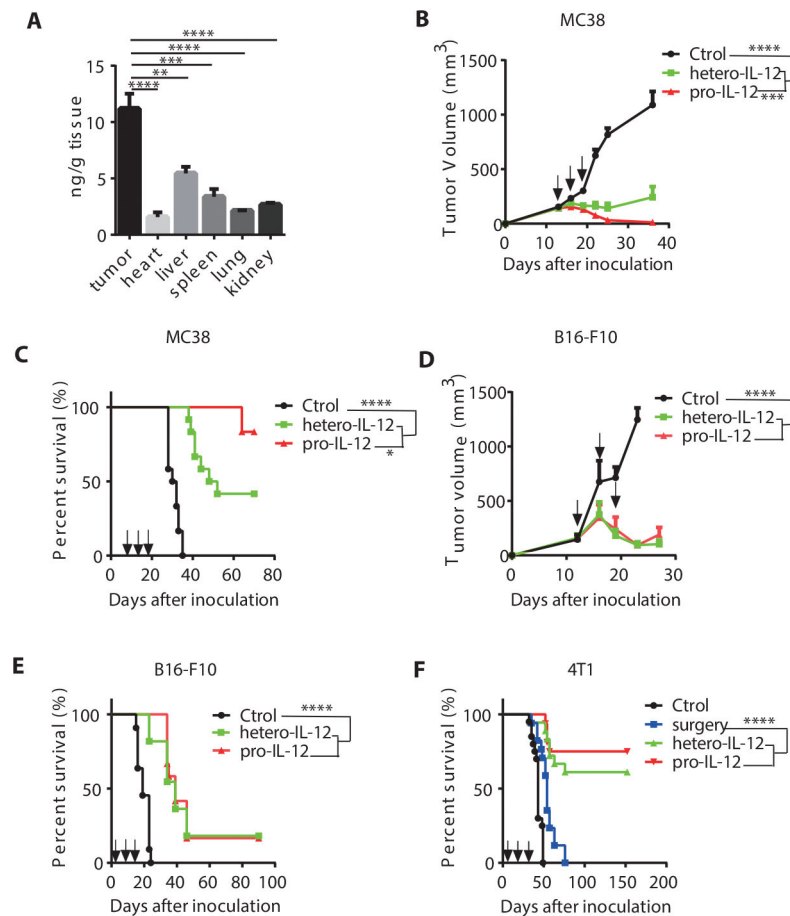 A
****
****
***
**
****
15
10
5
0
ng/g tissue
tumor
heart
liver
spleen
lung
kidney
B
MC38
1500
1000
500
0
Tumor Volume (mm3)
0 10 20 30 40
Days after inoculation
Ctrol
hetero-IL-12
pro-IL-12
****
***
C
MC38
100
50
0
Percent survival (%)
0 20 40 60 80
Days after inoculation
Ctrol
hetero-IL-12
pro-IL-12
****
*
D
B16-F10
1500
1000
500
0
Tumor volume (mm3)
0 10 20 30
Days after inoculation
Ctrol
hetero-IL-12
pro-IL-12
****
E
B16-F10
100
50
0
Percent survival (%)
0 20 40 60 80 100
Days after inoculation
Ctrol
hetero-IL-12
pro-IL-12
****
F
4T1
100
50
0
Percent survival (%)
0 50 100 150 200
Days after inoculation
Ctrol
surgery
hetero-IL-12
pro-IL-12
****